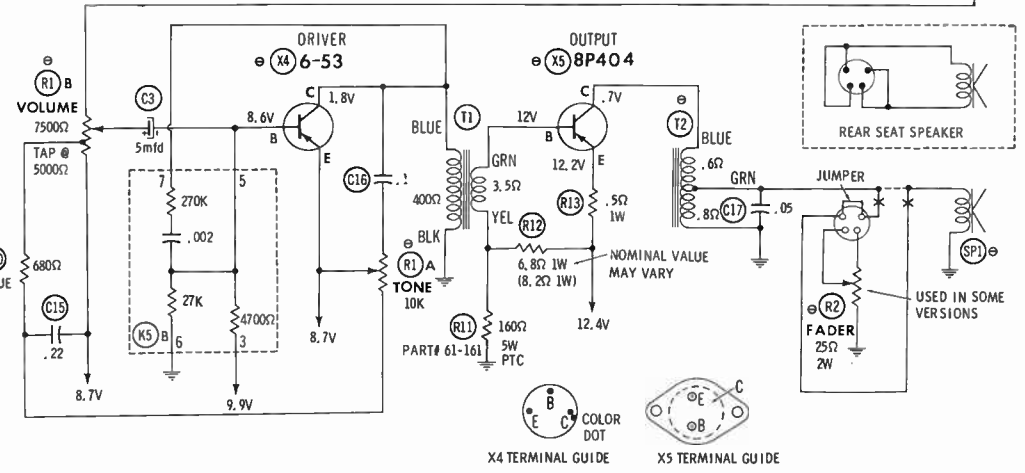 DRIVER
⊖ X4 6-53
OUTPUT
⊖ X5 8P404
⊖
R1 B
VOLUME
7500Ω
TAP @
5000Ω
C3
5mfd
+
8.6V
C
B
E
1.8V
BLUE
T1
400Ω
BLK
C16
.1
GRN
3.5Ω
YEL
12V
C
B
E
.7V
12.2V
R13
.5Ω
1W
⊖
T2
BLUE
.6Ω
GRN
.8Ω
C17
.05
REAR SEAT SPEAKER
JUMPER
SP1 ⊖
7
5
270K
.002
27K
4700Ω
K5 B
6
3
680Ω
UE
C15
.22
8.7V
9.9V
8.7V
⊖
R1 A
TONE
10K
R12
6.8Ω 1W
(8.2Ω 1W)
NOMINAL VALUE
MAY VARY
R11
160Ω
5W
PTC
PART# 61-161
12.4V
⊖ R2
FADER
25Ω
2W
USED IN SOME
VERSIONS
B
E
C
COLOR
DOT
X4 TERMINAL GUIDE
E
B
C
X5 TERMINAL GUIDE